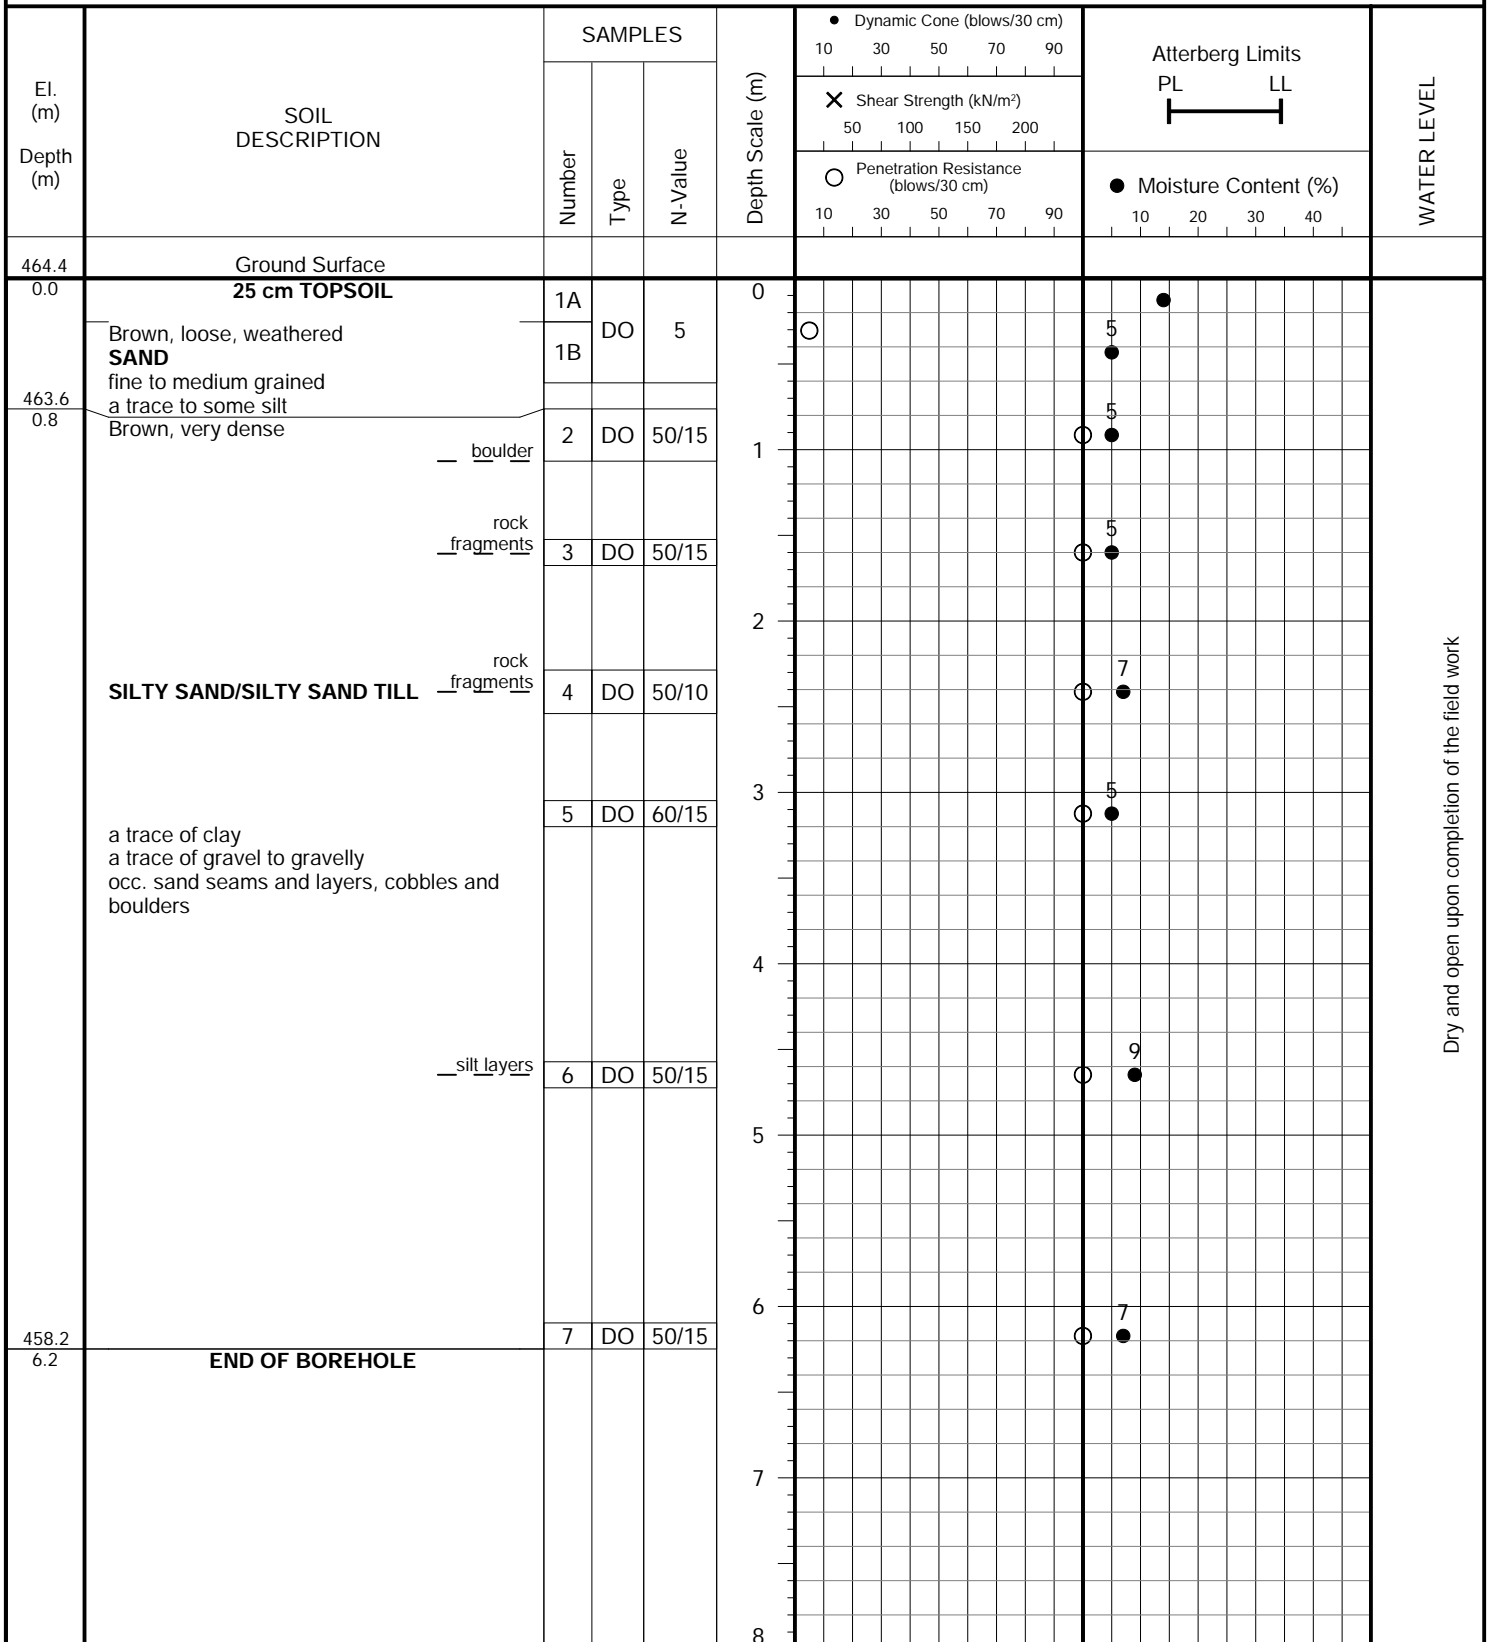 El.
(m)
Depth
(m)
SOIL
DESCRIPTION
SAMPLES
Number
Type
N-Value
Depth Scale (m)
Dynamic Cone (blows/30 cm)
10 30 50 70 90
Shear Strength (kN/m²)
50 100 150 200
Penetration Resistance
(blows/30 cm)
10 30 50 70 90
Atterberg Limits
PL LL
Moisture Content (%)
10 20 30 40
WATER LEVEL
464.4 Ground Surface
0.0 25 cm TOPSOIL 0
1A
Brown, loose, weathered DO 5 5
SAND 1B
fine to medium grained
463.6 a trace to some silt 5
0.8 Brown, very dense 2 DO 50/15
boulder 1
rock 5
fragments 3 DO 50/15
2
rock 7
fragments
SILTY SAND/SILTY SAND TILL 4 DO 50/10
3 5
5 DO 60/15
a trace of clay
a trace of gravel to gravelly
occ. sand seams and layers, cobbles and
boulders
4
9
silt layers 6 DO 50/15
5
6 7
458.2 7 DO 50/15
6.2 END OF BOREHOLE
7
8
Dry and open upon completion of the field work